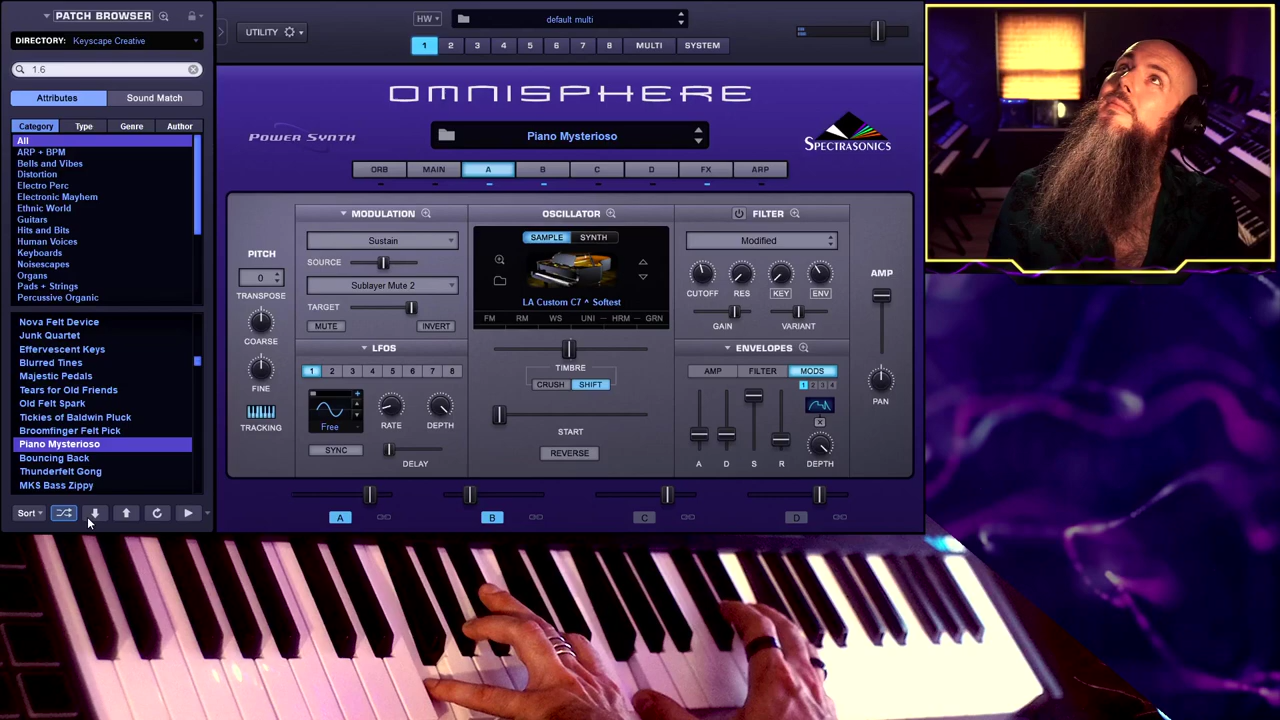 PATCH BROWSER
DIRECTORY: Keyscape Creative
1.6
Attributes
Sound Match
Category
Type
Genre
Author
All
ARP + BPM
Bells and Vibes
Distortion
Electro Perc
Electronic Mayhem
Ethnic World
Guitars
Hits and Bits
Human Voices
Keyboards
Noisescapes
Organs
Pads + Strings
Percussive Organic
Nova Felt Device
Junk Quartet
Effervescent Keys
Blurred Tines
Majestic Pedals
Tears for Old Friends
Old Felt Spark
Tickies of Baldwin Pluck
Broomfinger Felt Pick
Piano Mysterioso
Bouncing Back
Thunderfelt Gong
MKS Bass Zippy
Sort
UTILITY
HW
default multi
1 2 3 4 5 6 7 8 MULTI SYSTEM
OMNISPHERE
POWER SYNTH
Piano Mysterioso
SPECTRASONICS
ORB MAIN A B C D FX ARP
PITCH
0
TRANSPOSE
COARSE
FINE
TRACKING
MODULATION
Sustain
SOURCE
Sublayer Mute 2
TARGET
MUTE
INVERT
LFOS
1 2 3 4 5 6 7 8
Free
RATE
DEPTH
SYNC
DELAY
OSCILLATOR
SAMPLE
SYNTH
LA Custom C7 ^ Softest
FM RM WS UNI HRM GRN
TIMBRE
CRUSH
SHIFT
START
REVERSE
FILTER
Modified
CUTOFF
RES
KEY
ENV
GAIN
VARIANT
ENVELOPES
AMP
FILTER
MODS
1 2 3 4
A D S R
DEPTH
AMP
PAN
A
B
C
D